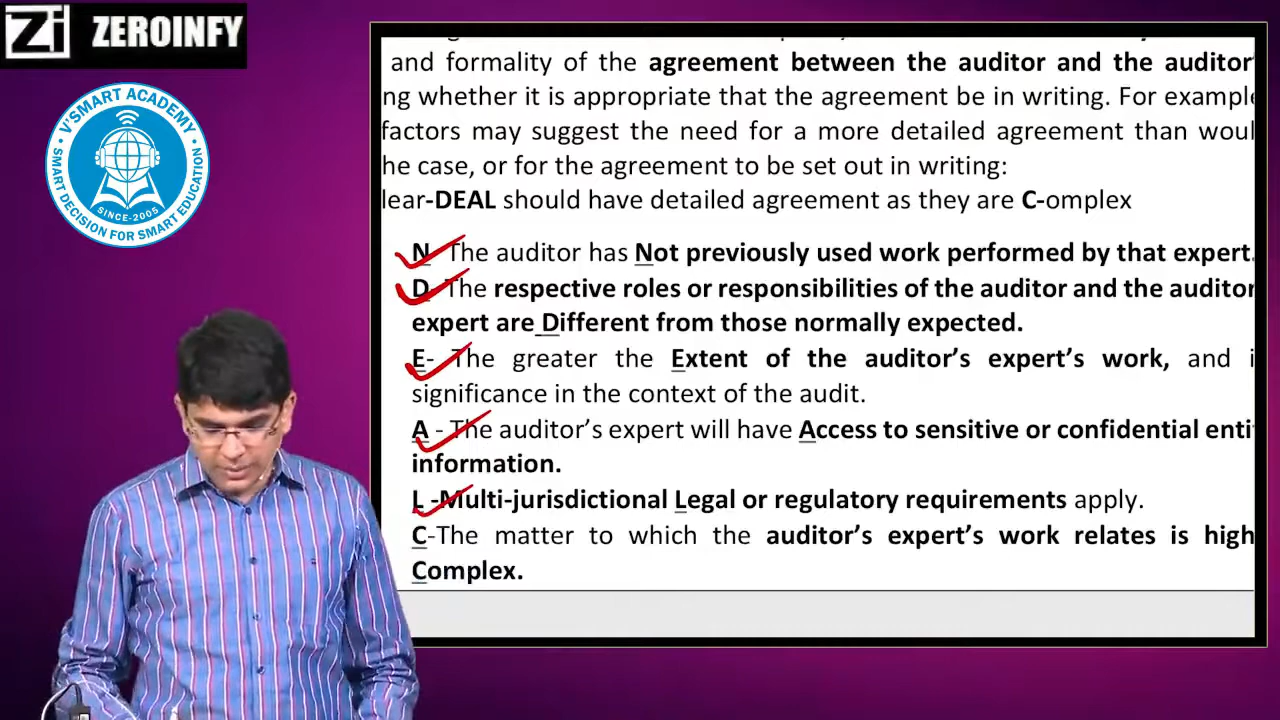 Zi ZEROINFY
V'SMART ACADEMY
SINCE-2005
SMART DECISION FOR SMART EDUCATION
and formality of the agreement between the auditor and the auditor'
ng whether it is appropriate that the agreement be in writing. For example
factors may suggest the need for a more detailed agreement than woul
he case, or for the agreement to be set out in writing:
lear-DEAL should have detailed agreement as they are C-omplex
N- The auditor has Not previously used work performed by that expert.
D- The respective roles or responsibilities of the auditor and the auditor
expert are Different from those normally expected.
E- The greater the Extent of the auditor's expert's work, and i
significance in the context of the audit.
A - The auditor's expert will have Access to sensitive or confidential enti
information.
L -Multi-jurisdictional Legal or regulatory requirements apply.
C-The matter to which the auditor's expert's work relates is high
Complex.